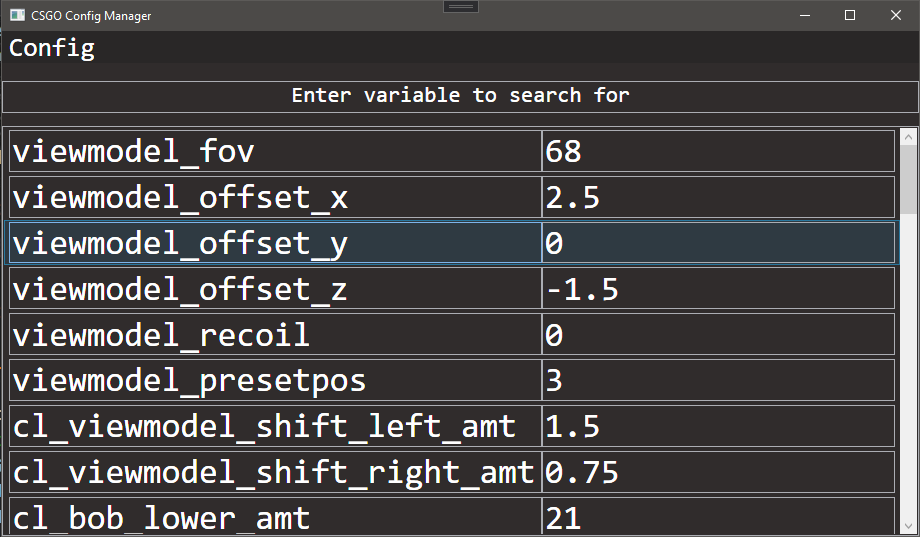 CSGO Config Manager
Config
Enter variable to search for
viewmodel_fov 68
viewmodel_offset_x 2.5
viewmodel_offset_y 0
viewmodel_offset_z -1.5
viewmodel_recoil 0
viewmodel_presetpos 3
cl_viewmodel_shift_left_amt 1.5
cl_viewmodel_shift_right_amt 0.75
cl_bob_lower_amt 21